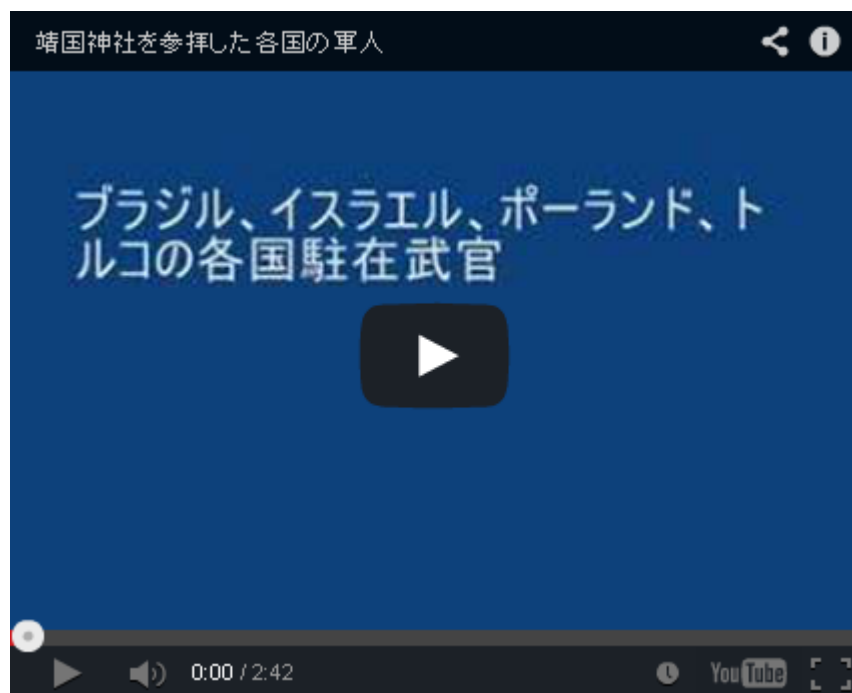 靖国神社を参拝した各国の軍人
ブラジル、イスラエル、ポーランド、ト
ルコの各国駐在武官
0:00 / 2:42
YouTube